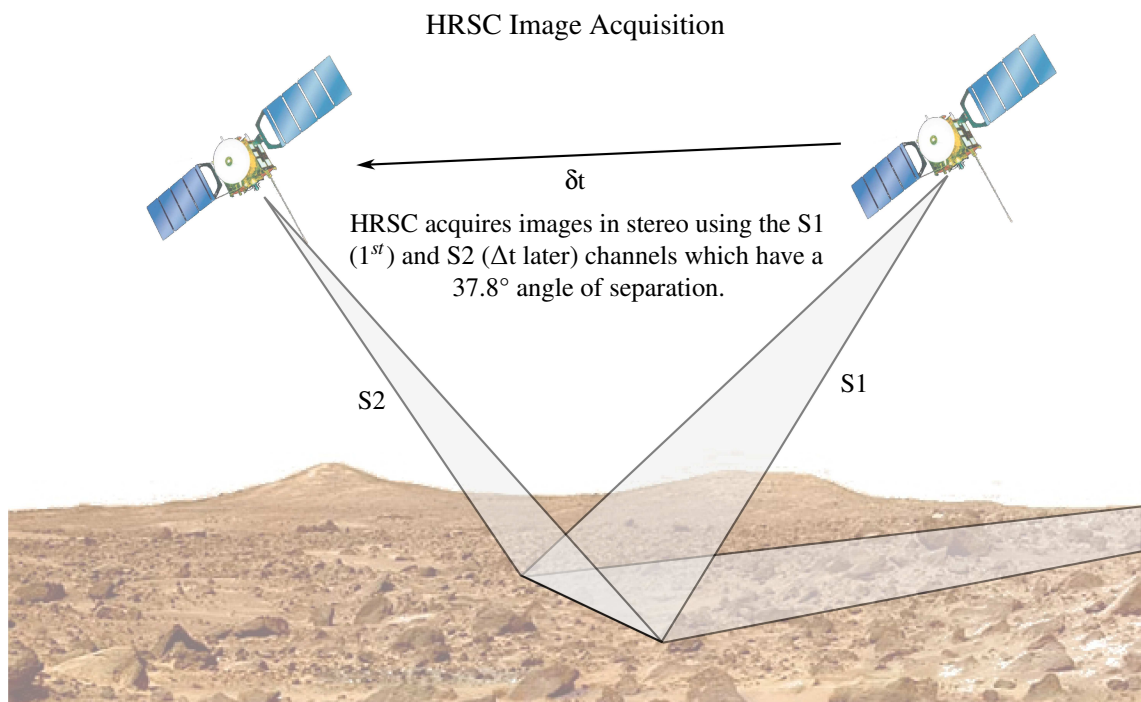 HRSC Image Acquisition
δt
HRSC acquires images in stereo using the S1
(1st) and S2 (Δt later) channels which have a
37.8° angle of separation.
S2
S1